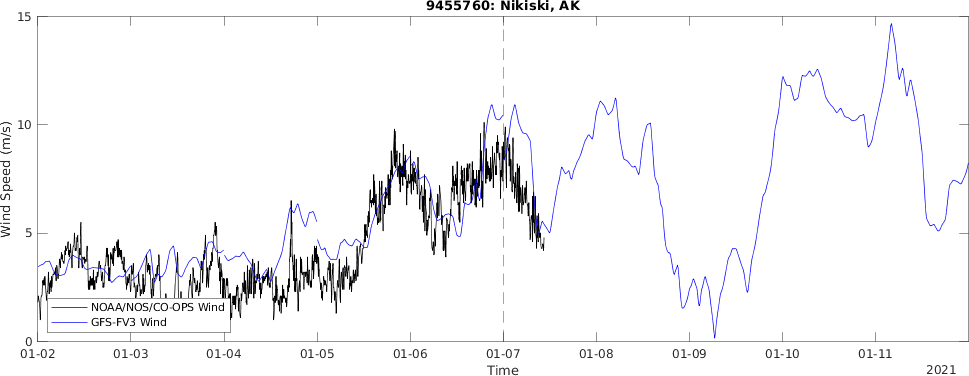 9455760: Nikiski, AK
15
10
5
0
Wind Speed (m/s)
NOAA/NOS/CO-OPS Wind
GFS-FV3 Wind
01-02 01-03 01-04 01-05 01-06 01-07 01-08 01-09 01-10 01-11
Time
2021